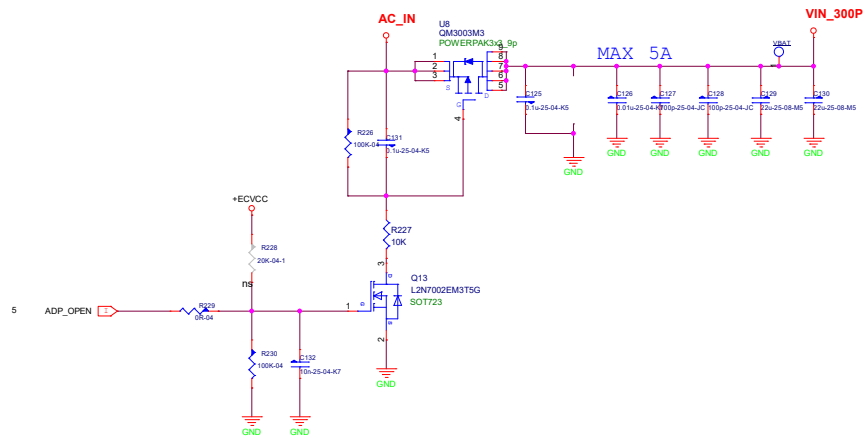 AC_IN
U8
QM3003M3
POWERPAK3x3_9p
VIN_300P
VBAT
MAX 5A
1
2
3
9
8
7
6
5
S
D
G
4
C125
0.1u-25-04-K5
C126
0.01u-25-04-K7
C127
C128
100p-25-04-JC
C129
22u-25-08-M5
C130
22u-25-08-M5
GND
GND
GND
GND
GND
GND
R226
100K-04
C131
0.1u-25-04-K5
+ECVCC
R228
20K-04-1
ns
R227
10K
3
D
Q13
L2N7002EM3T5G
SOT723
1
G
S
2
5
ADP_OPEN
R229
0R-04
R230
100K-04
C132
10n-25-04-K7
GND
GND
GND